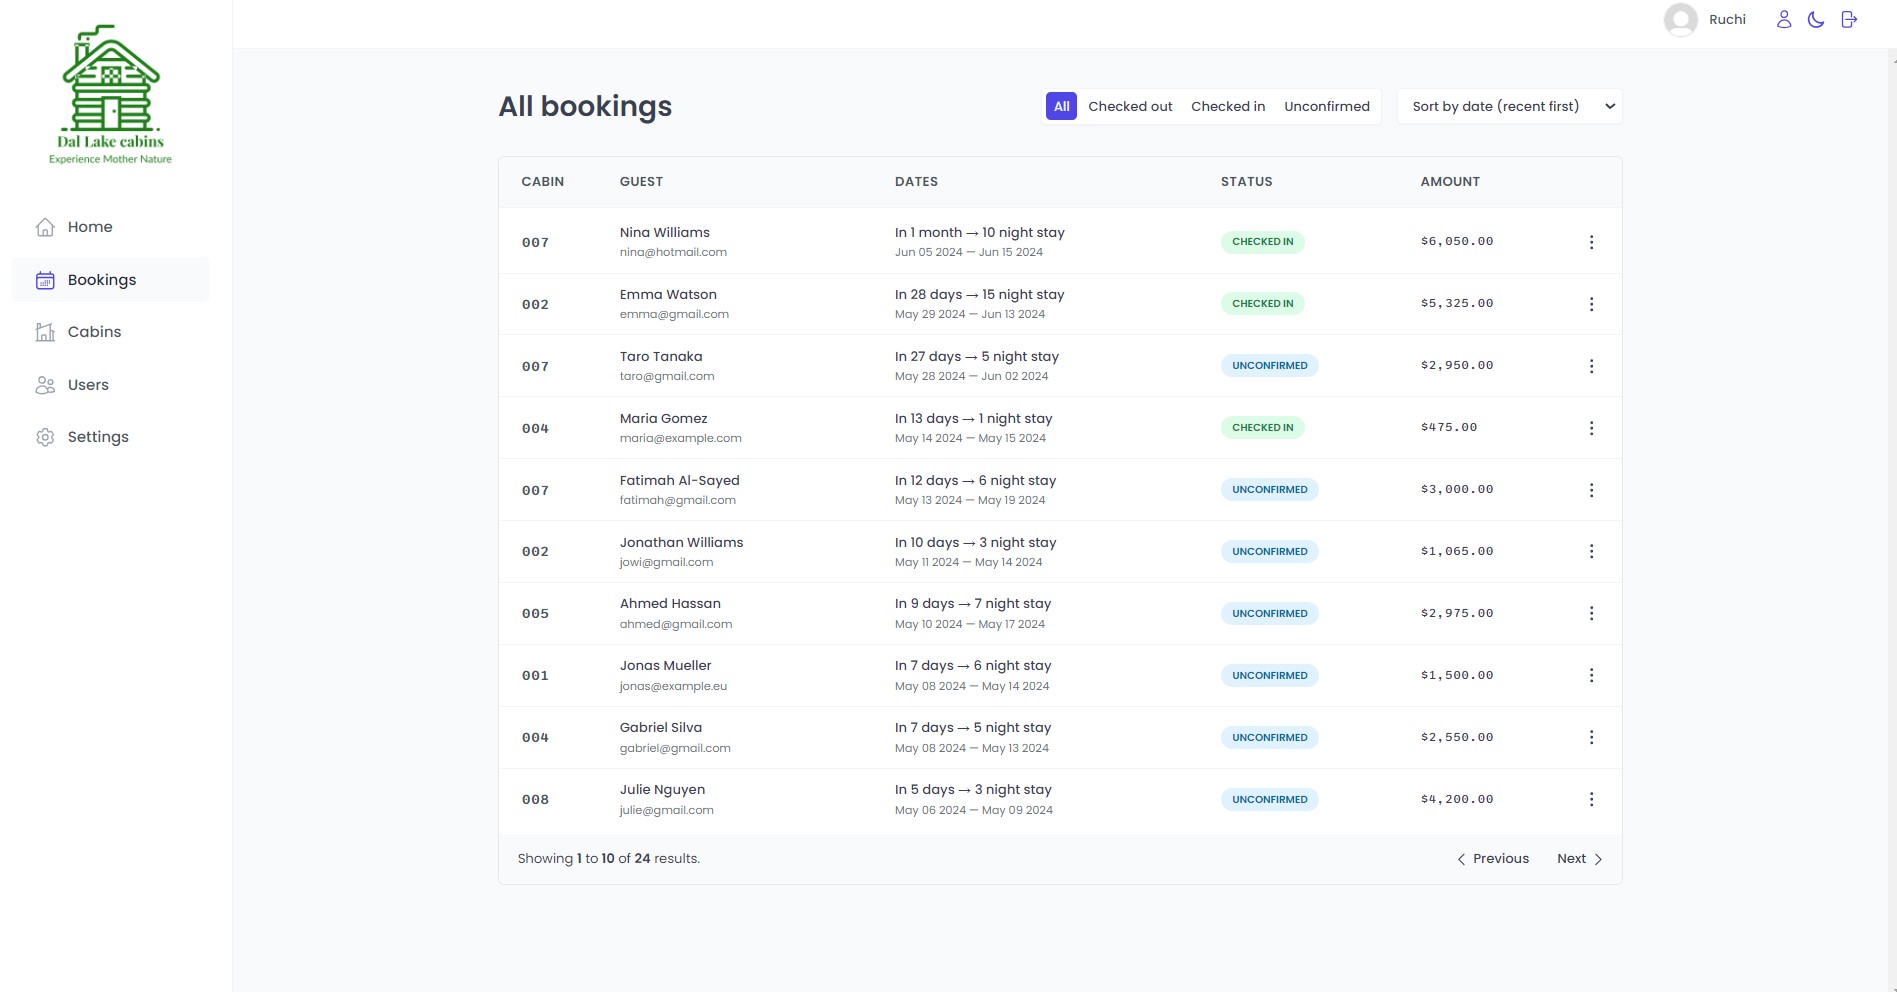 Dal Lake cabins
Experience Mother Nature
Home
Bookings
Cabins
Users
Settings
Ruchi
All bookings
All Checked out Checked in Unconfirmed Sort by date (recent first)
CABIN GUEST DATES STATUS AMOUNT
007 Nina Williams In 1 month → 10 night stay CHECKED IN $6,050.00
nina@hotmail.com Jun 05 2024 — Jun 15 2024
002 Emma Watson In 28 days → 15 night stay CHECKED IN $5,325.00
emma@gmail.com May 29 2024 — Jun 13 2024
007 Taro Tanaka In 27 days → 5 night stay UNCONFIRMED $2,950.00
taro@gmail.com May 28 2024 — Jun 02 2024
004 Maria Gomez In 13 days → 1 night stay CHECKED IN $475.00
maria@example.com May 14 2024 — May 15 2024
007 Fatimah Al-Sayed In 12 days → 6 night stay UNCONFIRMED $3,000.00
fatimah@gmail.com May 13 2024 — May 19 2024
002 Jonathan Williams In 10 days → 3 night stay UNCONFIRMED $1,065.00
jowi@gmail.com May 11 2024 — May 14 2024
005 Ahmed Hassan In 9 days → 7 night stay UNCONFIRMED $2,975.00
ahmed@gmail.com May 10 2024 — May 17 2024
001 Jonas Mueller In 7 days → 6 night stay UNCONFIRMED $1,500.00
jonas@example.eu May 08 2024 — May 14 2024
004 Gabriel Silva In 7 days → 5 night stay UNCONFIRMED $2,550.00
gabriel@gmail.com May 08 2024 — May 13 2024
008 Julie Nguyen In 5 days → 3 night stay UNCONFIRMED $4,200.00
julie@gmail.com May 06 2024 — May 09 2024
Showing 1 to 10 of 24 results. Previous Next